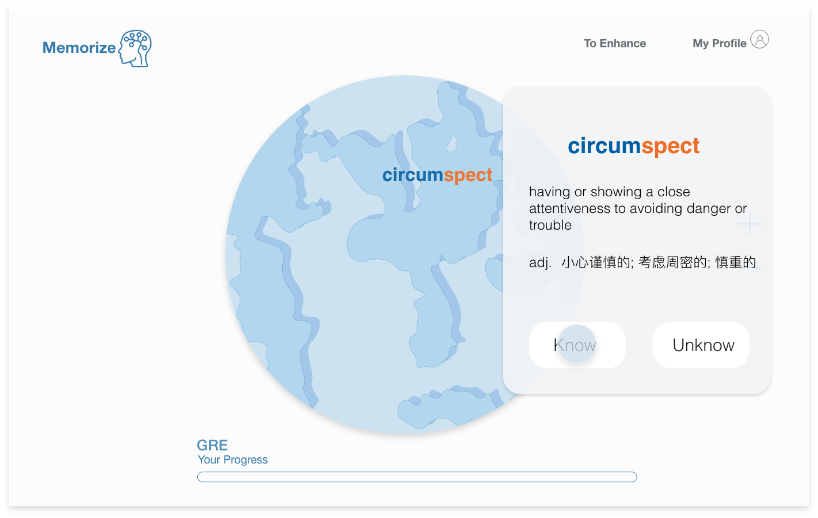 Memorize
To Enhance
My Profile
circumspect
circumspect
having or showing a close
attentiveness to avoiding danger or
trouble
adj. 小心谨慎的; 考虑周密的; 慎重的
Know
Unknow
GRE
Your Progress